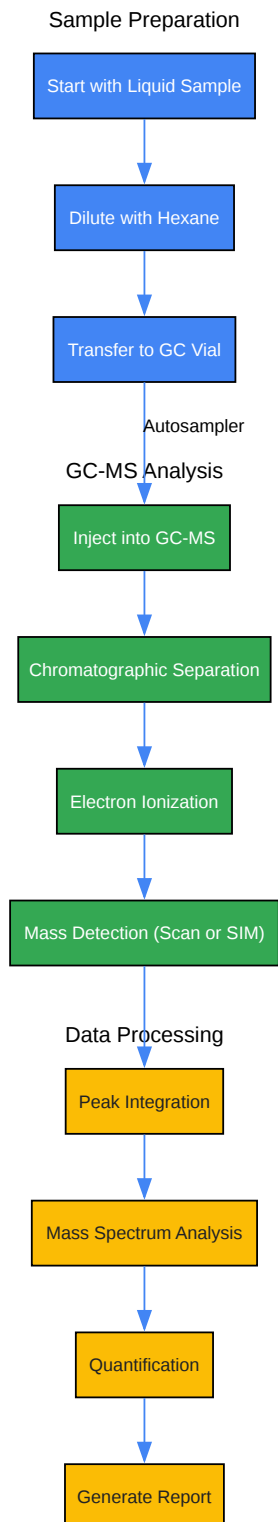 Sample Preparation
Start with Liquid Sample
Dilute with Hexane
Transfer to GC Vial
Autosampler
GC-MS Analysis
Inject into GC-MS
Chromatographic Separation
Electron Ionization
Mass Detection (Scan or SIM)
Data Processing
Peak Integration
Mass Spectrum Analysis
Quantification
Generate Report